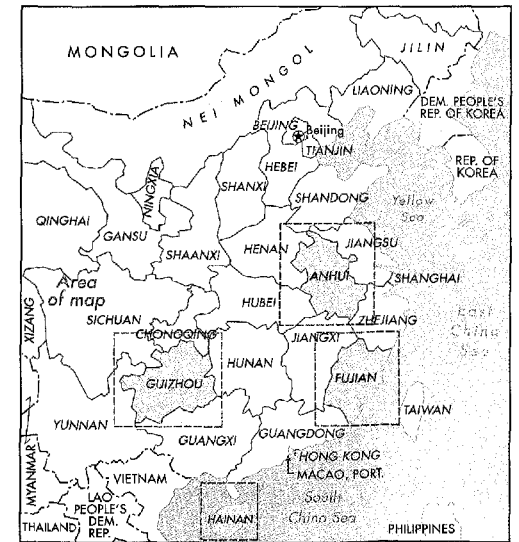 MONGOLIA
JILIN
NEI MONGOL
LIAONING
DEM. PEOPLE'S
REP. OF KOREA
BEIJING
Beijing
TIANJIN
HEBEI
REP. OF
KOREA
NINGXIA
SHANXI
SHANDONG
Yellow
Sea
QINGHAI
GANSU
SHAANXI
HENAN
JIANGSU
ANHUI
SHANGHAI
Area
of map
HUBEI
XIZANG
SICHUAN
CHONGQING
ZHEJIANG
East
China
Sea
JIANGXI
HUNAN
GUJZHOU
FUJIAN
TAIWAN
YUNNAN
GUANGXI
GUANGDONG
HONG KONG
MACAO, PORT.
MYANMAR
VIETNAM
LAO
PEOPLE'S
DEM.
REP.
South
China Sea
HAINAN
THAILAND
PHILIPPINES